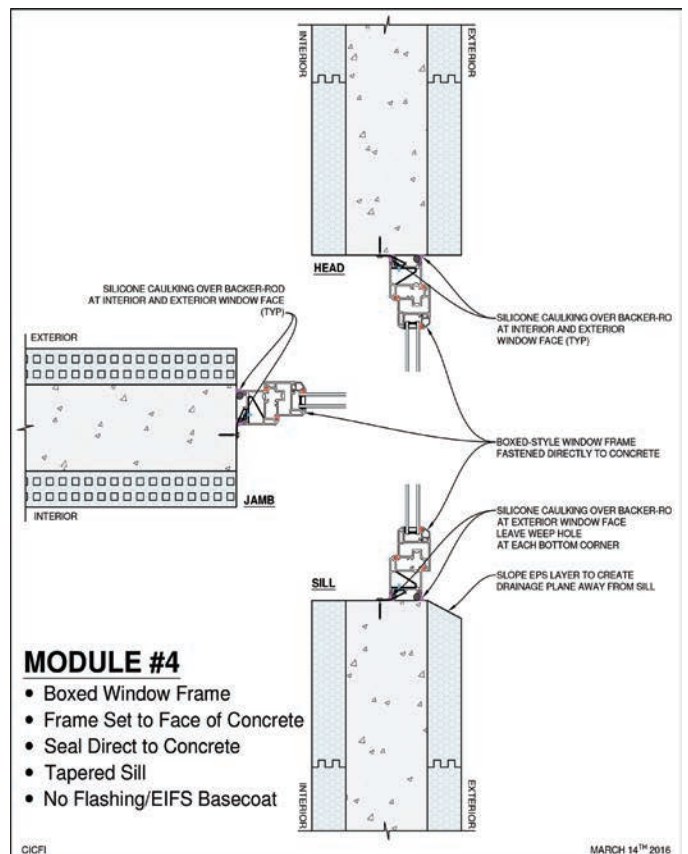 INTERIOR
EXTERIOR
HEAD
SILICONE CAULKING OVER BACKER-ROD
AT INTERIOR AND EXTERIOR WINDOW FACE
(TYP)
SILICONE CAULKING OVER BACKER-RO
AT INTERIOR AND EXTERIOR
WINDOW FACE (TYP)
EXTERIOR
BOXED-STYLE WINDOW FRAME
FASTENED DIRECTLY TO CONCRETE
JAMB
INTERIOR
SILICONE CAULKING OVER BACKER-RO
AT EXTERIOR WINDOW FACE
LEAVE WEEP HOLE
AT EACH BOTTOM CORNER
SILL
SLOPE EPS LAYER TO CREATE
DRAINAGE PLANE AWAY FROM SILL
MODULE #4
• Boxed Window Frame
• Frame Set to Face of Concrete
• Seal Direct to Concrete
• Tapered Sill
• No Flashing/EIFS Basecoat
INTERIOR
EXTERIOR
CICFI
MARCH 14TH 2016